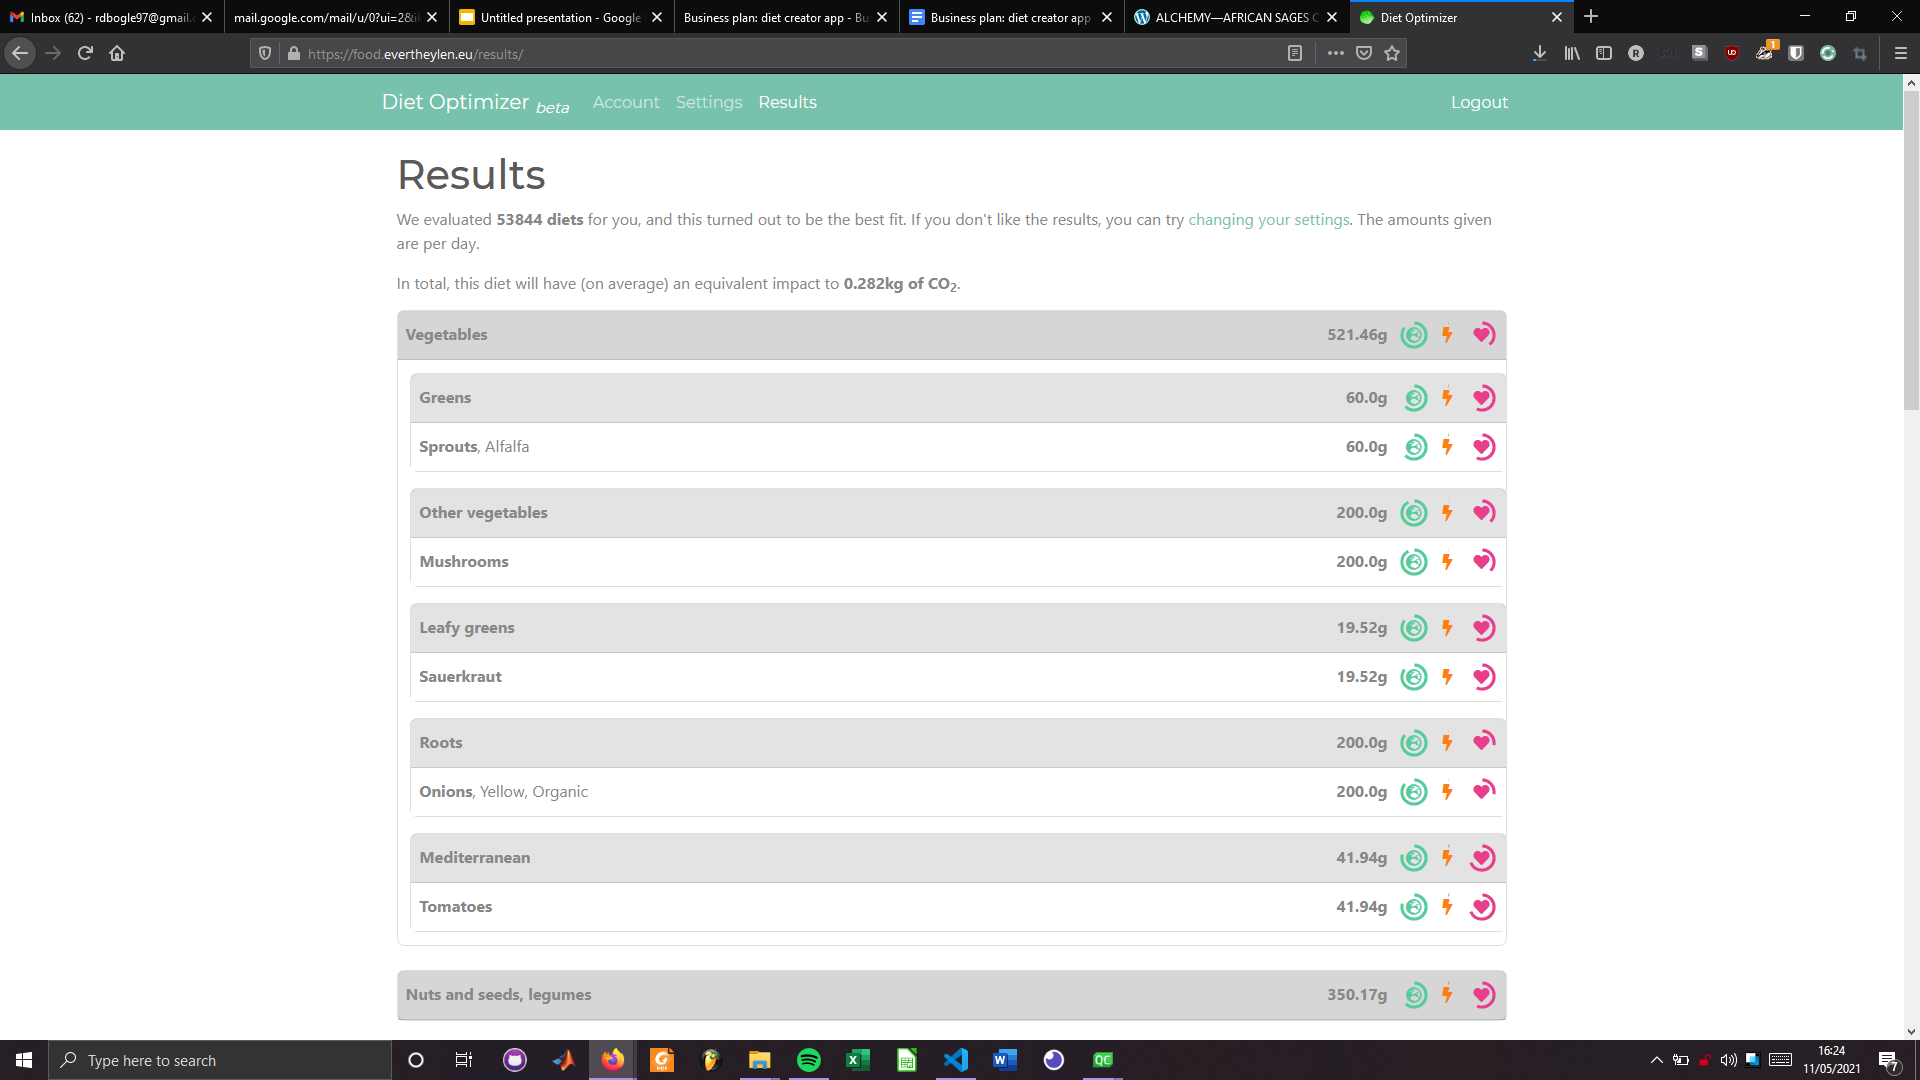 Inbox (62) - rdbogle97@gmail.
mail.google.com/mail/u/0?ui=2&
Untitled presentation - Google
Business plan: diet creator app - Bu
Business plan: diet creator app
ALCHEMY—AFRICAN SAGES
Diet Optimizer
https://food.evertheylen.eu/results/
1
Diet Optimizer beta
Account
Settings
Results
Logout
Results
We evaluated 53844 diets for you, and this turned out to be the best fit. If you don't like the results, you can try changing your settings. The amounts given
are per day.
In total, this diet will have (on average) an equivalent impact to 0.282kg of CO2.
Vegetables 521.46g
Greens 60.0g
Sprouts, Alfalfa 60.0g
Other vegetables 200.0g
Mushrooms 200.0g
Leafy greens 19.52g
Sauerkraut 19.52g
Roots 200.0g
Onions, Yellow, Organic 200.0g
Mediterranean 41.94g
Tomatoes 41.94g
Nuts and seeds, legumes 350.17g
Type here to search
QC
16:24
11/05/2021
7